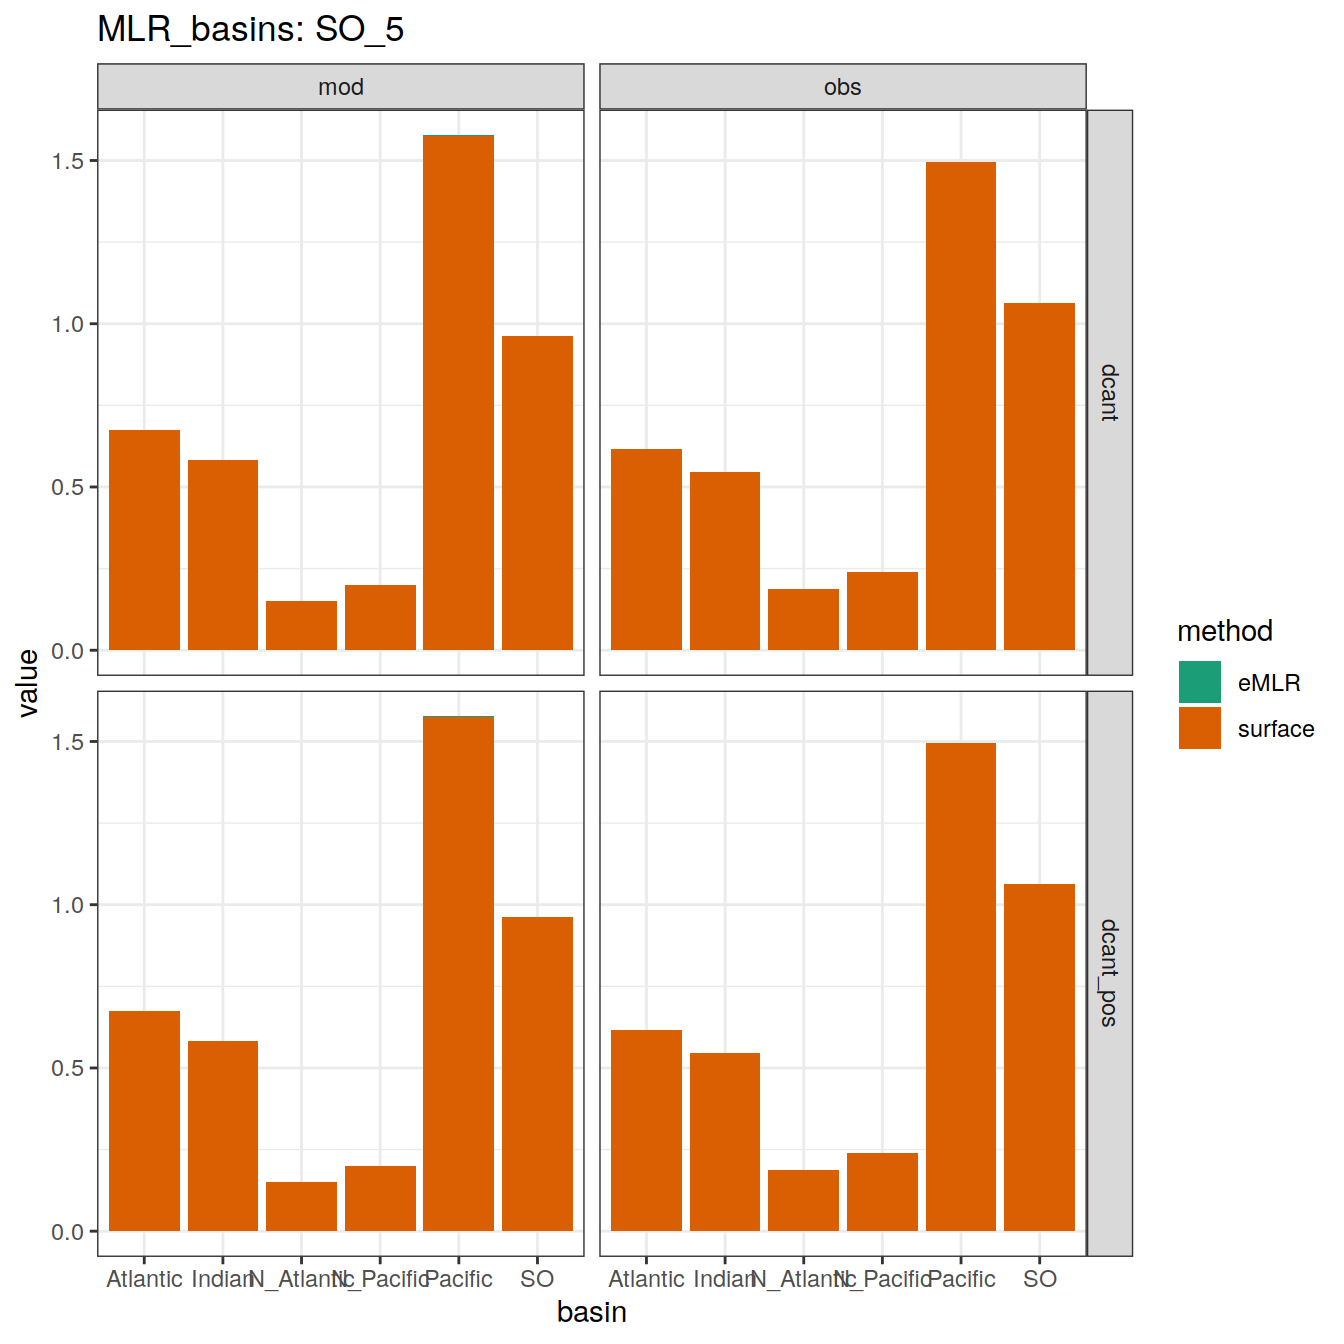 MLR_basins: SO_5
mod
obs
1.5
1.0
0.5
0.0
dcant
1.5
1.0
0.5
0.0
dcant_pos
value
Atlantic Indian N_Atlantic N_Pacific Pacific SO
Atlantic Indian N_Atlantic N_Pacific Pacific SO
basin
method
eMLR
surface